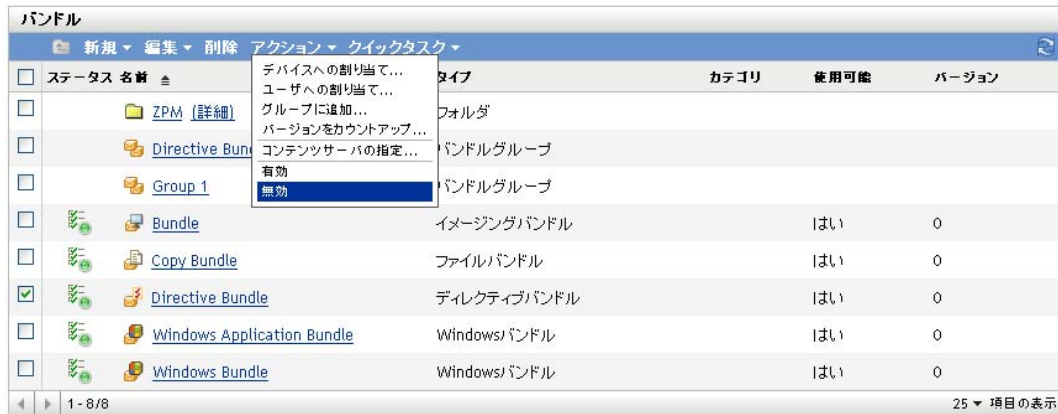 バンドル
新規 編集 削除 アクション クイックタスク
ステータス 名前 タイプ カテゴリ 使用可能 バージョン
デバイスへの割り当て...
ユーザへの割り当て...
グループに追加...
バージョンをカウントアップ...
コンテンツサーバの指定...
有効
無効
ZPM (詳細) フォルダ
Directive Bun バンドルグループ
Group 1 バンドルグループ
Bundle イメージングバンドル はい 0
Copy Bundle ファイルバンドル はい 0
Directive Bundle ディレクティブバンドル はい 0
Windows Application Bundle Windowsバンドル はい 0
Windows Bundle Windowsバンドル はい 0
1 - 8/8 25 項目の表示